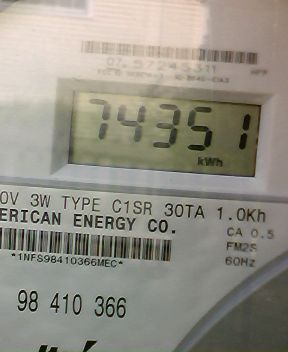 74351
kWh
0V 3W TYPE C1SR 30TA 1.0Kh
ERICAN ENERGY CO.
CA 0.5
FM2S
60Hz
*1NFS98410366MEC*
98 410 366